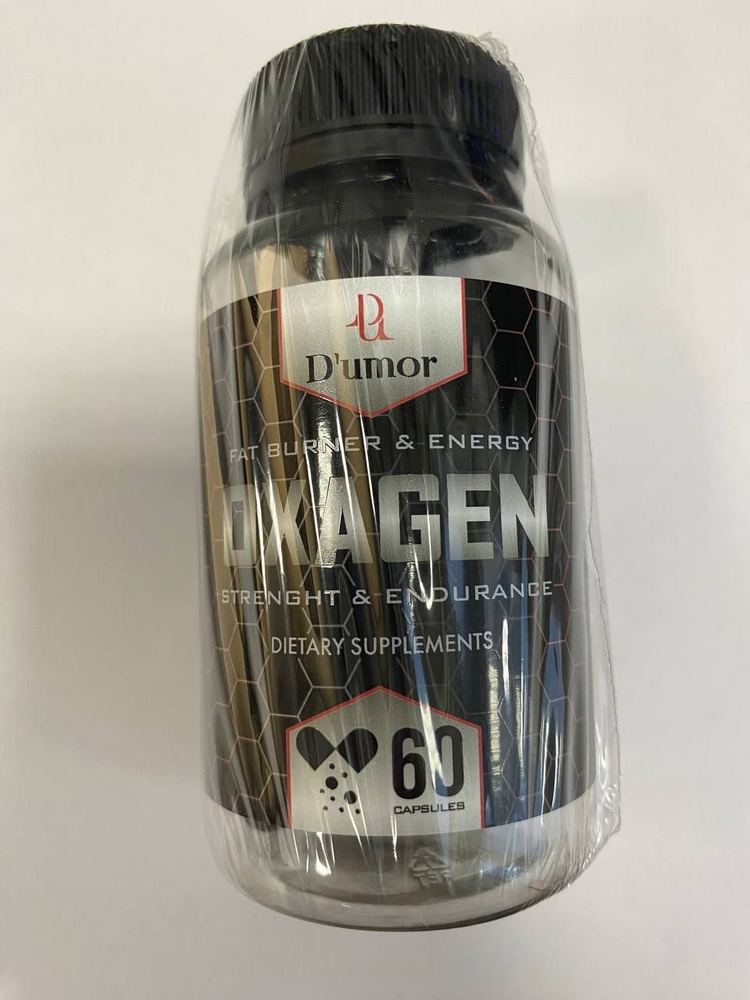 D'umor
FAT BURNER & ENERGY
OXAGEN
STRENGHT & ENDURANCE
DIETARY SUPPLEMENTS
60
CAPSULES